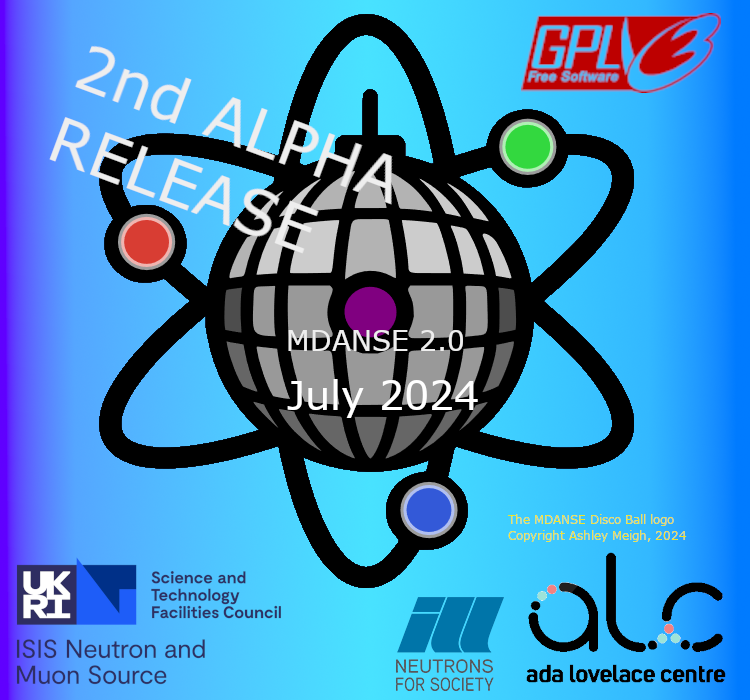 GPLv3
Free Software
2nd ALPHA
RELEASE
MDANSE 2.0
July 2024
The MDANSE Disco Ball logo
Copyright Ashley Meigh, 2024
UK
RI
Science and
Technology
Facilities Council
ISIS Neutron and
Muon Source
ill
NEUTRONS
FOR SOCIETY
alc
ada lovelace centre